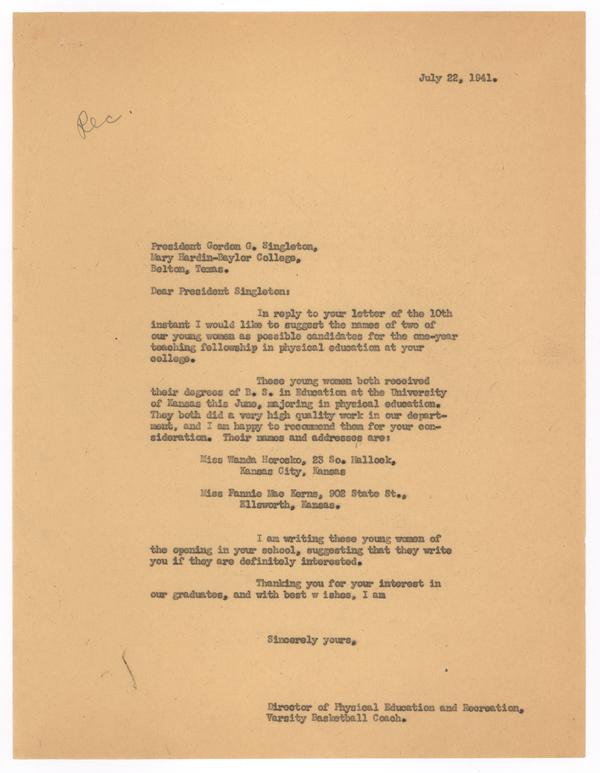 July 22, 1941.
Rec.
President Gordon G. Singleton,
Mary Hardin-Baylor College,
Belton, Texas.
Dear President Singleton:
In reply to your letter of the 10th
instant I would like to suggest the names of two of
our young women as possible candidates for the one-year
teaching fellowship in physical education at your
college.
These young women both received
their degrees of B. S. in Education at the University
of Kansas this June, majoring in physical education.
They both did a very high quality work in our depart-
ment, and I am happy to recommend them for your con-
sideration. Their names and addresses are:
Miss Wanda Horosko, 23 So. Hallock,
Kansas City, Kansas
Miss Fannie Mae Kerns, 902 State St.,
Ellsworth, Kansas.
I am writing these young women of
the opening in your school, suggesting that they write
you if they are definitely interested.
Thanking you for your interest in
our graduates, and with best w ishes, I am
Sincerely yours,
Director of Physical Education and Recreation,
Varsity Basketball Coach.